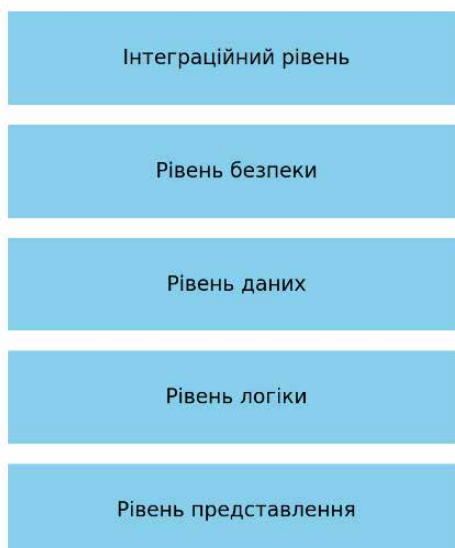 Інтеграційний рівень
Рівень безпеки
Рівень даних
Рівень логіки
Рівень представлення